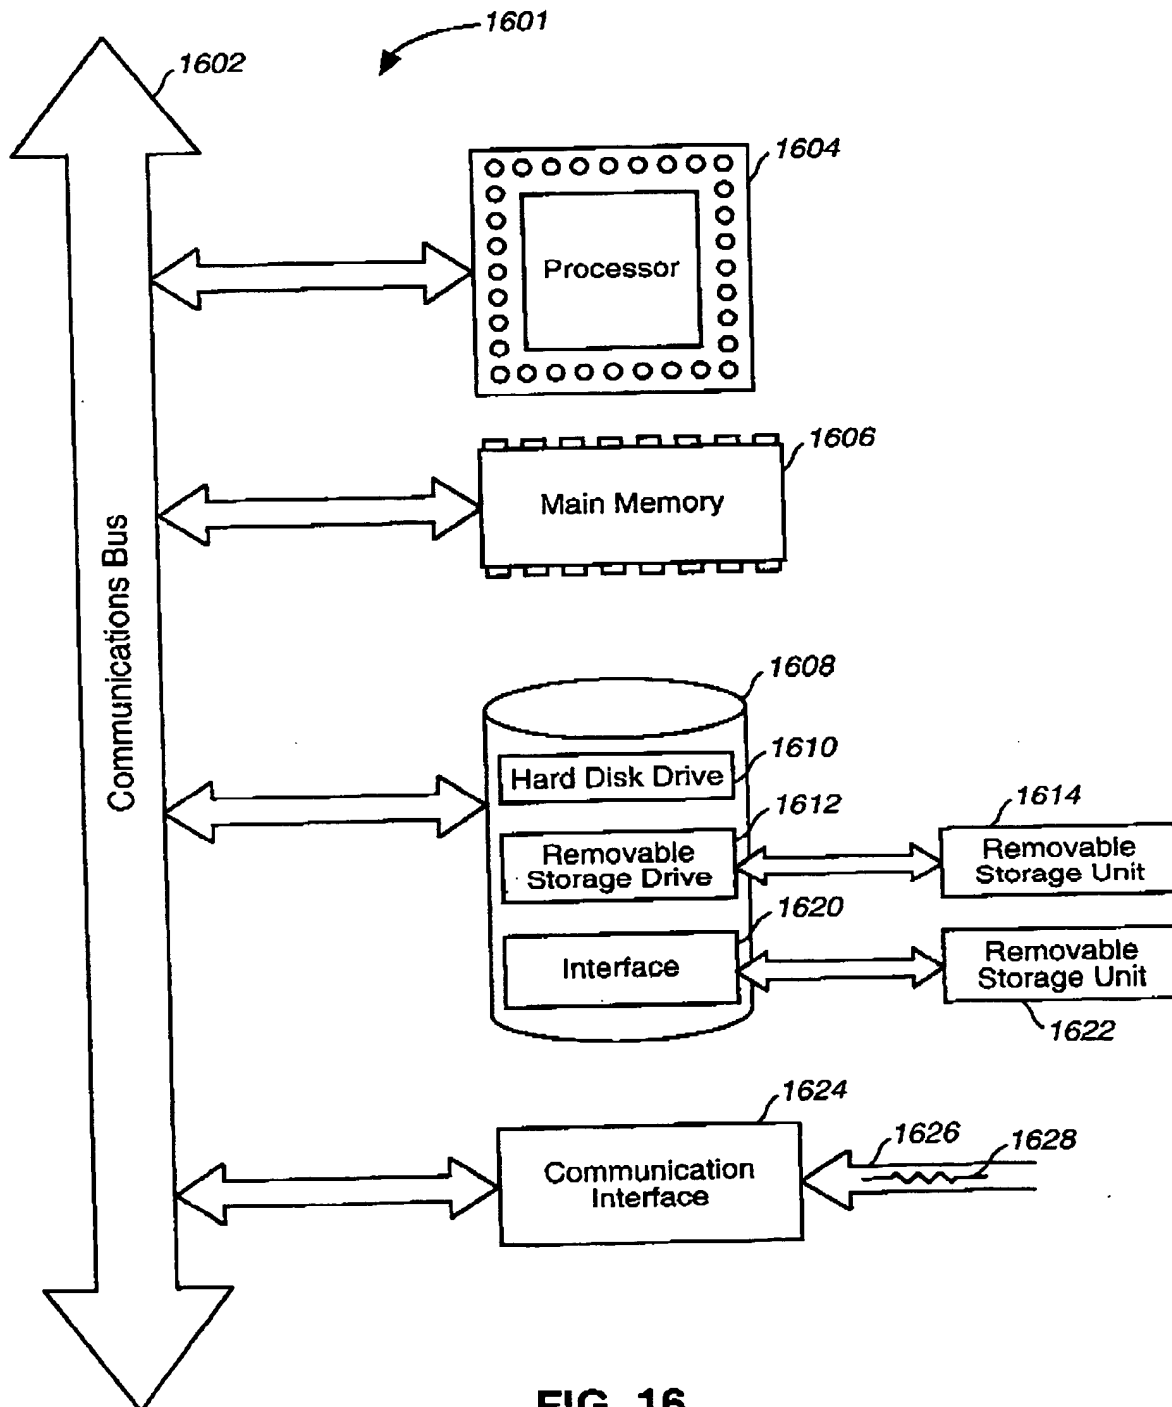 1601
1602
1604
Processor
1606
Main Memory
Communications Bus
1608
Hard Disk Drive
1610
1612
Removable
Storage Drive
1614
Removable
Storage Unit
1620
Interface
Removable
Storage Unit
1622
1624
Communication
Interface
1626
1628
FIG. 16